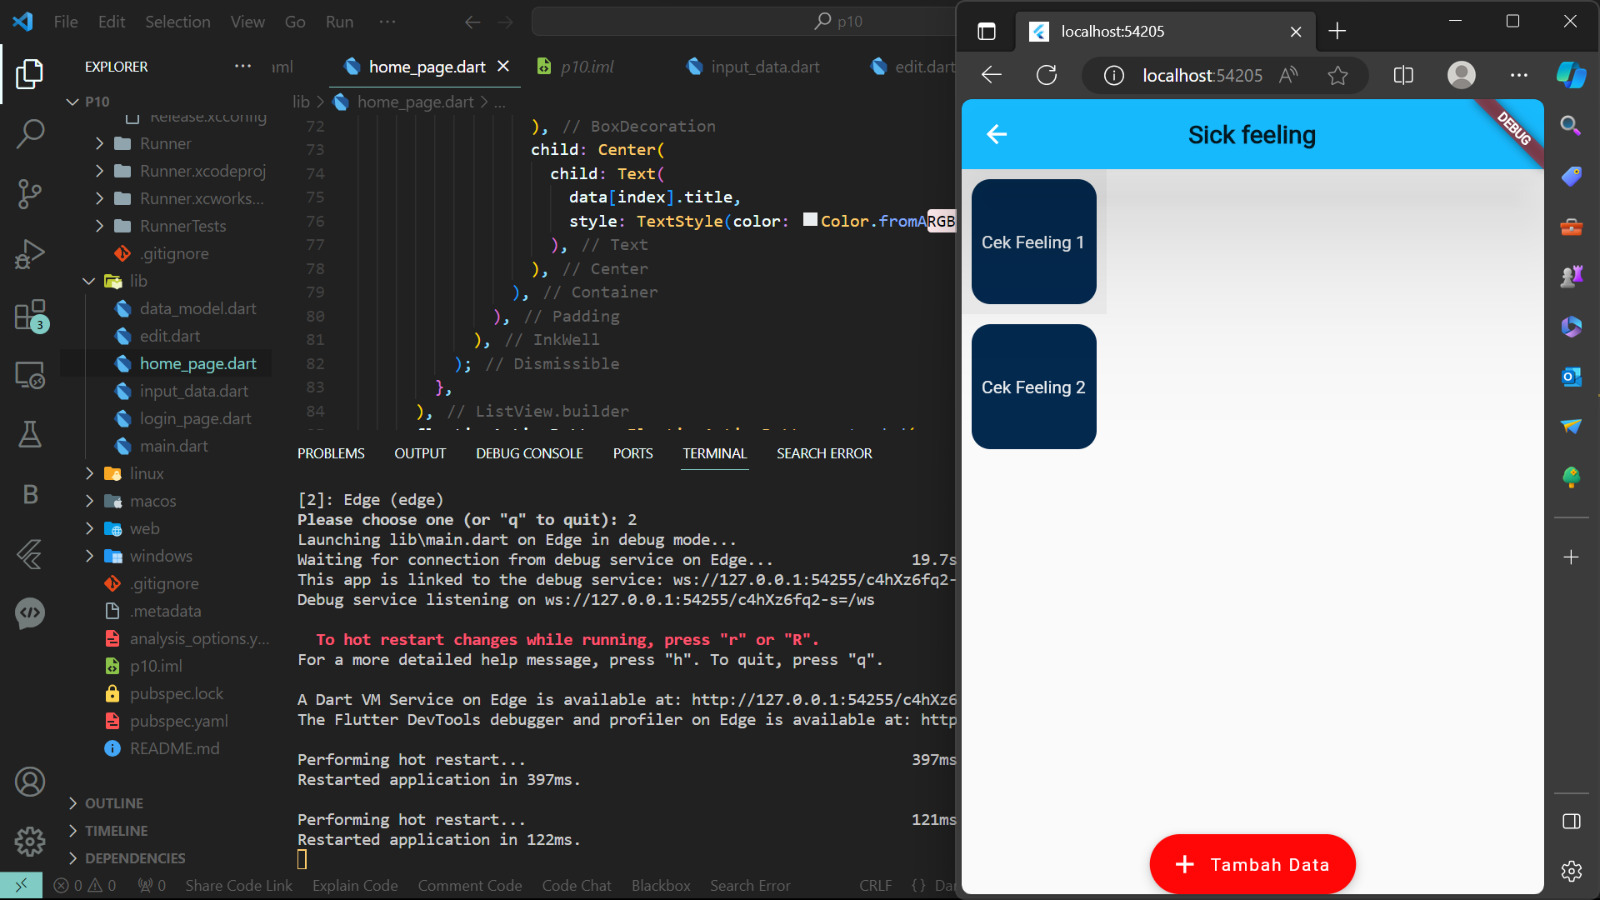 File Edit Selection View Go Run ··· p10
EXPLORER ···
P10
Release.xcconfig
Runner
Runner.xcodeproj
Runner.xcworks...
RunnerTests
.gitignore
lib
data_model.dart
edit.dart
home_page.dart
input_data.dart
login_page.dart
main.dart
linux
macos
web
windows
.gitignore
.metadata
analysis_options.y...
p10.iml
pubspec.lock
pubspec.yaml
README.md
OUTLINE
TIMELINE
DEPENDENCIES
3
B
aml home_page.dart p10.iml input_data.dart edit.dart
lib > home_page.dart > ...
72 ), // BoxDecoration
73 child: Center(
74 child: Text(
75 data[index].title,
76 style: TextStyle(color: Color.fromARGB
77 ), // Text
78 ), // Center
79 ), // Container
80 ), // Padding
81 ), // InkWell
82 ); // Dismissible
83 },
84 ), // ListView.builder
PROBLEMS OUTPUT DEBUG CONSOLE PORTS TERMINAL SEARCH ERROR
[2]: Edge (edge)
Please choose one (or "q" to quit): 2
Launching lib\main.dart on Edge in debug mode...
Waiting for connection from debug service on Edge... 19.7s
This app is linked to the debug service: ws://127.0.0.1:54255/c4hXz6fq2-
Debug service listening on ws://127.0.0.1:54255/c4hXz6fq2-s=/ws
To hot restart changes while running, press "r" or "R".
For a more detailed help message, press "h". To quit, press "q".
A Dart VM Service on Edge is available at: http://127.0.0.1:54255/c4hXz6
The Flutter DevTools debugger and profiler on Edge is available at: http
Performing hot restart... 397ms
Restarted application in 397ms.
Performing hot restart... 121ms
Restarted application in 122ms.
0 0 0 Share Code Link Explain Code Comment Code Code Chat Blackbox Search Error CRLF {} Da
localhost:54205
localhost:54205
Sick feeling
DEBUG
Cek Feeling 1
Cek Feeling 2
+ Tambah Data